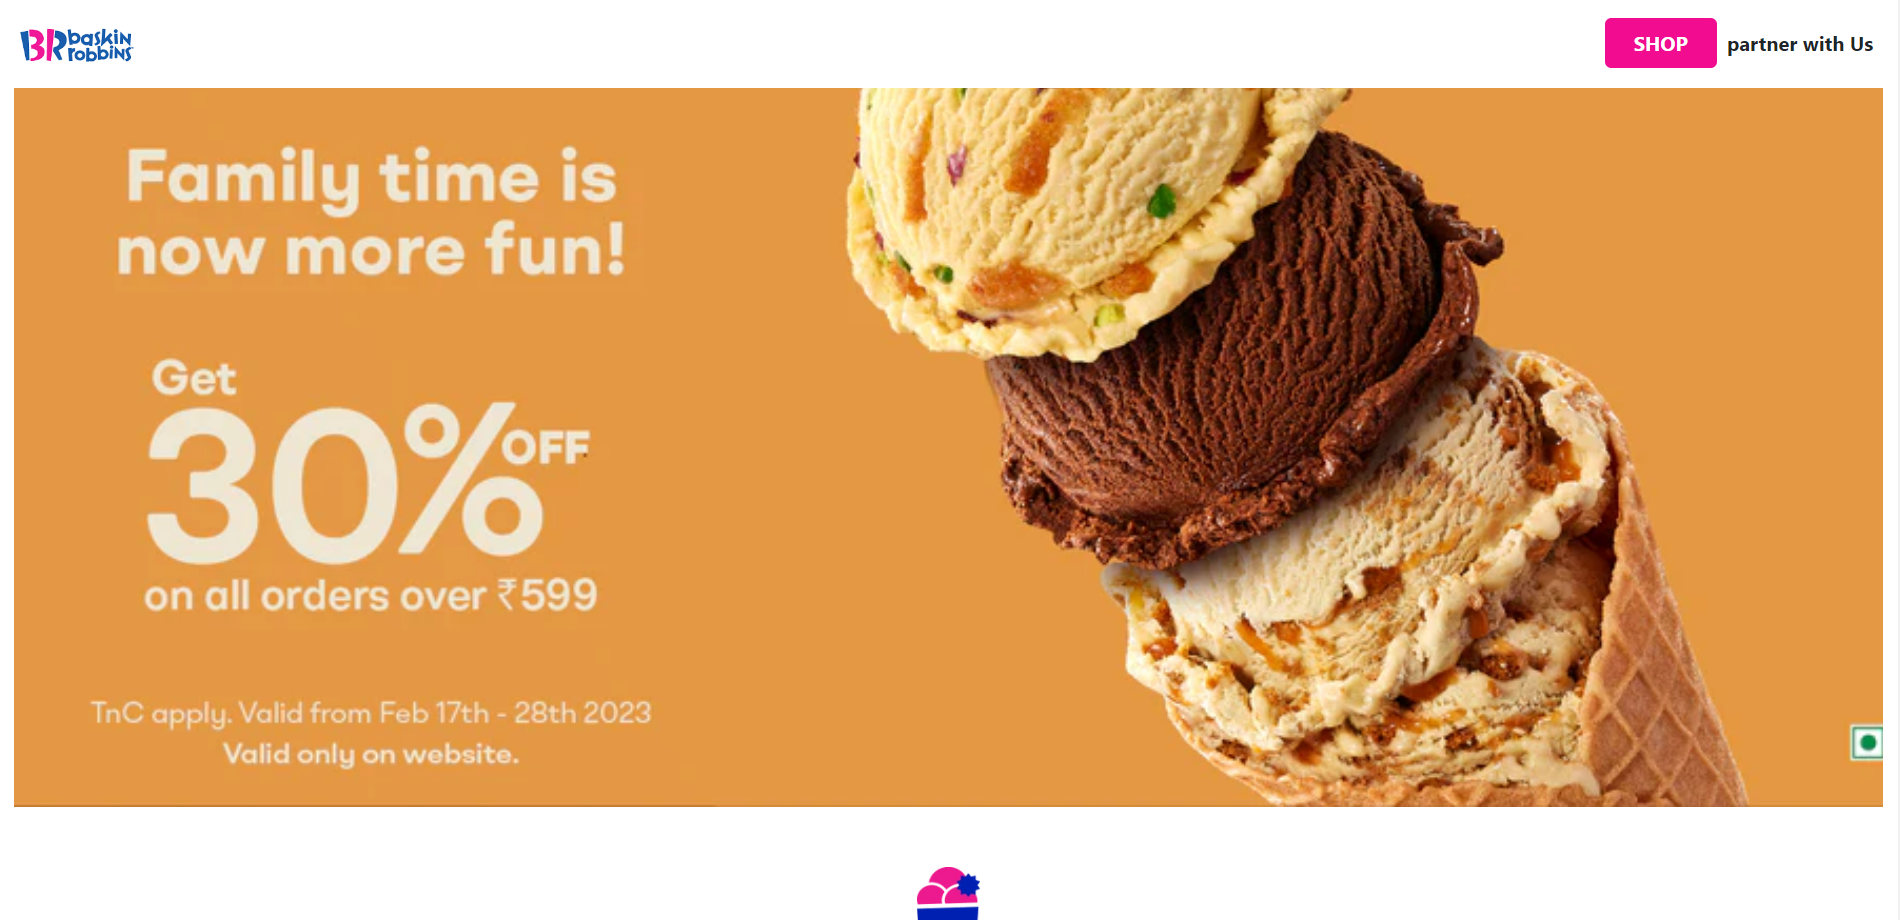 BR baskin
robbins
SHOP
partner with Us
Family time is
now more fun!
Get
30% OFF
on all orders over ₹599
TnC apply. Valid from Feb 17th - 28th 2023
Valid only on website.